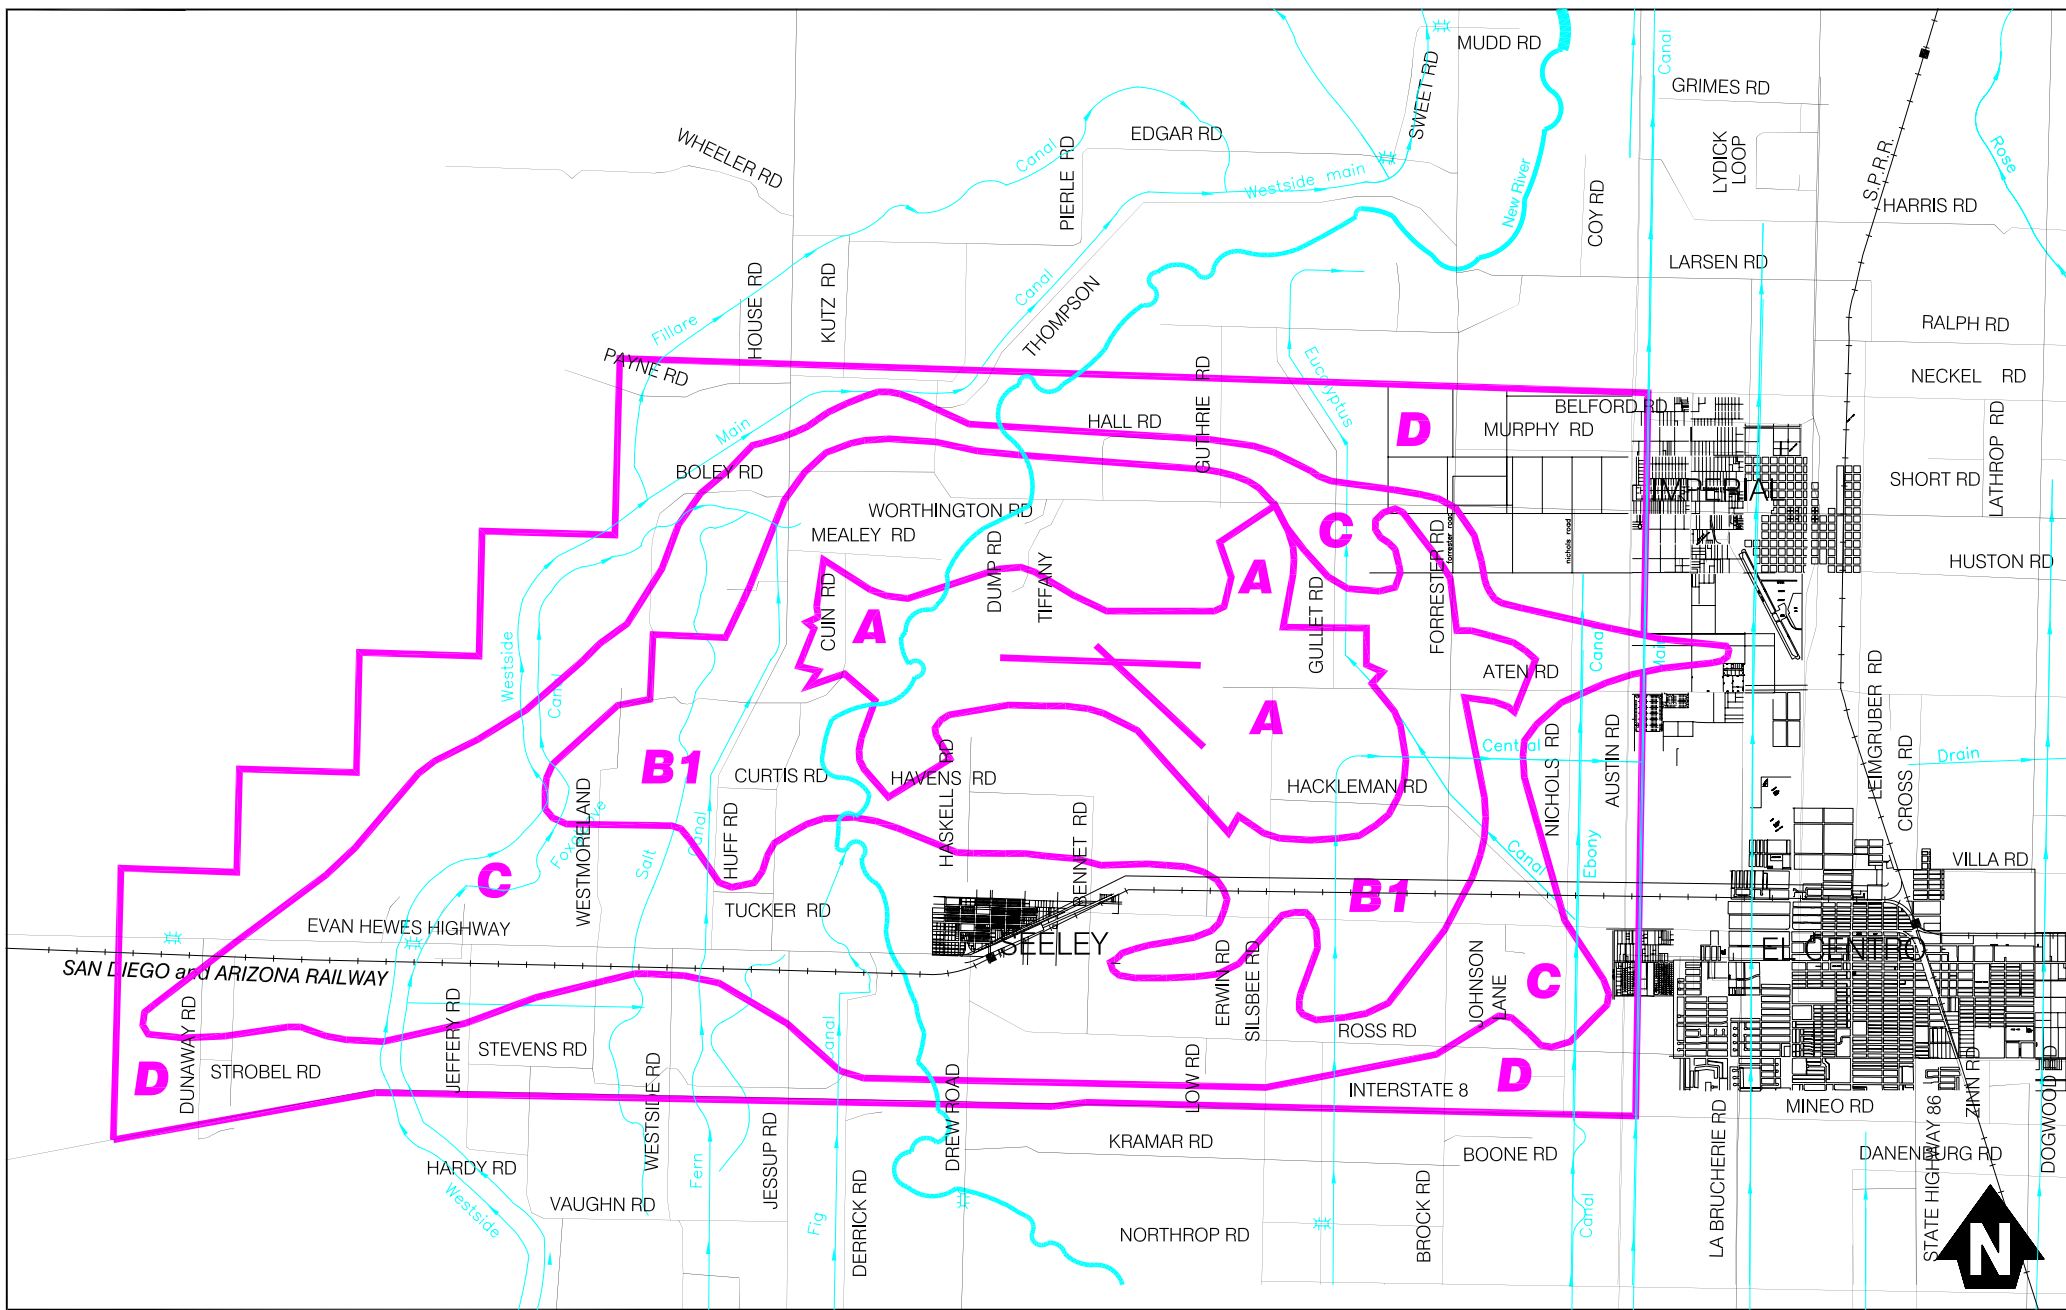 MUDD RD
Canal
GRIMES RD
SWEET RD
EDGAR RD
WHEELER RD
Canal
PIERLE RD
LYDICK
LOOP
S.P.R.R.
Rose
Westside main
New River
COY RD
HARRIS RD
LARSEN RD
HOUSE RD
KUTZ RD
Canal
THOMPSON
Fillare
RALPH RD
PAYNE RD
Eucalyptus
GUTHRIE RD
NECKEL RD
BELFORD RD
HALL RD
D
MURPHY RD
Main
LATHROP RD
BOLEY RD
SHORT RD
IMPERIAL
WORTHINGTON RD
MEALEY RD
C
FORRESTER RD
forrester road
nichols road
HUSTON RD
DUMP RD
TIFFANY
A
GULLET RD
CUIN RD
A
Westside
Canal
Canal
Main
ATEN RD
A
LEIMGRUBER RD
NICHOLS RD
AUSTIN RD
CROSS RD
Central
Drain
B1
CURTIS RD
HAVENS RD
HASKELL RD
HACKLEMAN RD
WESTMORELAND
HUFF RD
Canal
Salt
BENNET RD
Canal
Ebony
VILLA RD
C
B1
TUCKER RD
EVAN HEWES HIGHWAY
SEELEY
EL CENTRO
SAN DIEGO and ARIZONA RAILWAY
ERWIN RD
SILSBEE RD
JOHNSON
LANE
C
DUNAWAY RD
JEFFERY RD
Canal
ROSS RD
STEVENS RD
STROBEL RD
D
WESTSIDE RD
DREW ROAD
LOW RD
D
INTERSTATE 8
MINEO RD
ZINN RD
DOGWOOD RD
LA BRUCHERIE RD
STATE HIGHWAY 86
KRAMAR RD
BOONE RD
DANENBURG RD
HARDY RD
Fern
JESSUP RD
VAUGHN RD
Westside
Fig
DERRICK RD
NORTHROP RD
BROCK RD
Canal
N